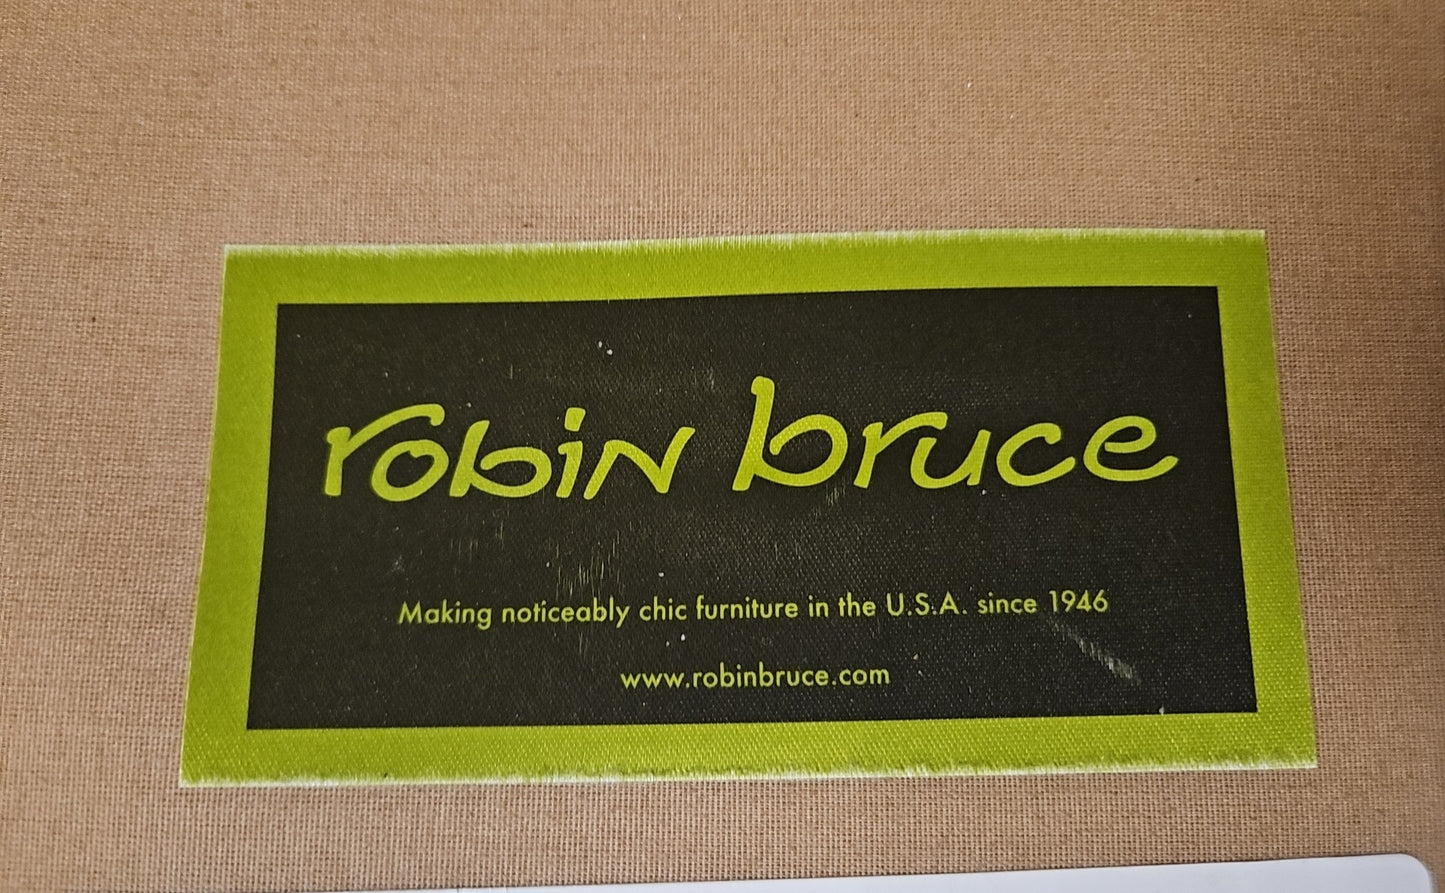 robin bruce
Making noticeably chic furniture in the U.S.A. since 1946
www.robinbruce.com